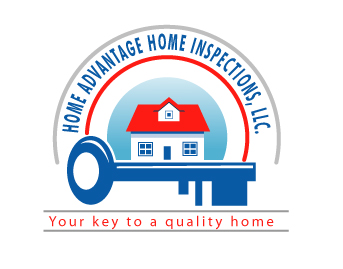 HOME ADVANTAGE HOME INSPECTIONS, LLC.
Your key to a quality home